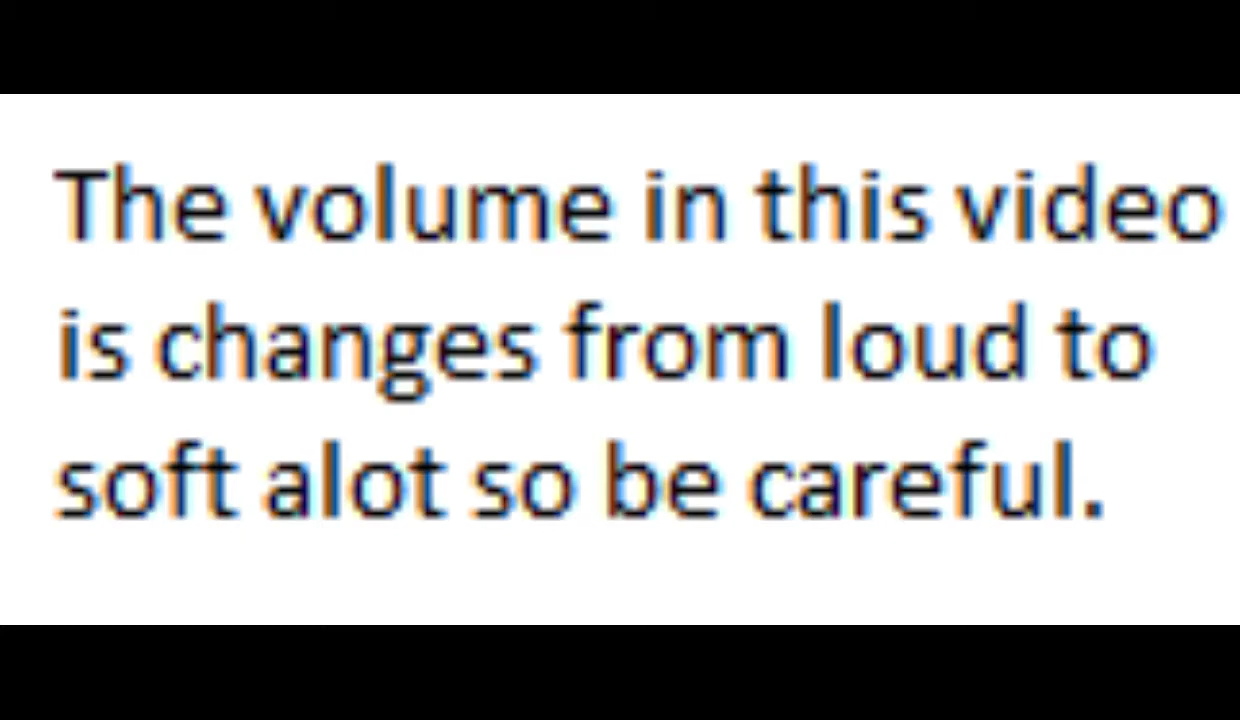 The volume in this video
is changes from loud to
soft alot so be careful.